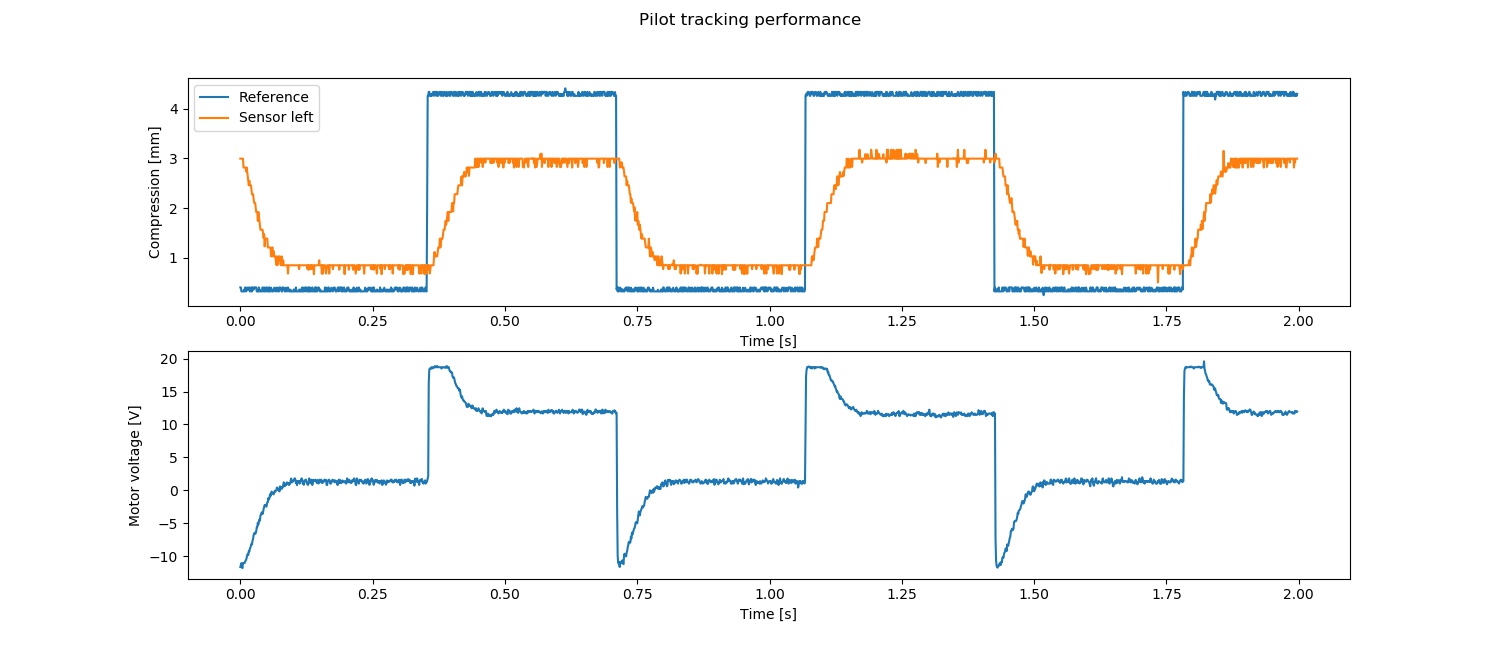 Pilot tracking performance
Reference
Sensor left
Compression [mm]
4
3
2
1
0.00 0.25 0.50 0.75 1.00 1.25 1.50 1.75 2.00
Time [s]
Motor voltage [V]
20
15
10
5
0
−5
−10
0.00 0.25 0.50 0.75 1.00 1.25 1.50 1.75 2.00
Time [s]